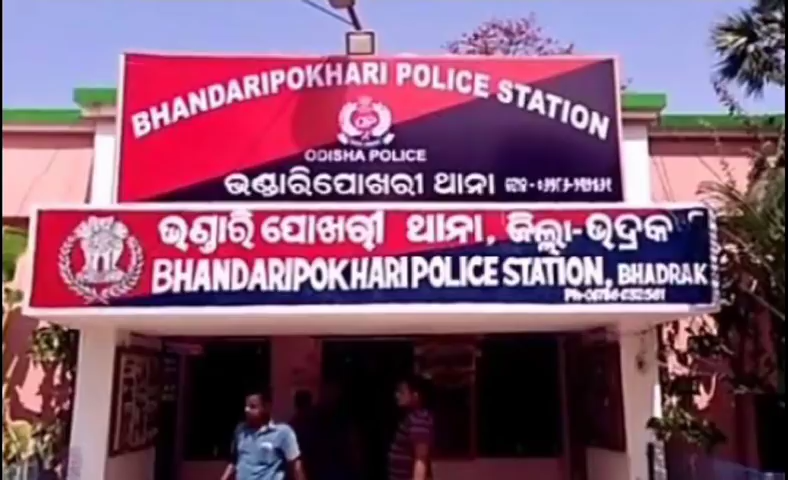 BHANDARIPOKHARI POLICE STATION
ODISHA POLICE
ଭଣ୍ଡାରିପୋଖରୀ ଥାନା
ଭଣ୍ଡାରି ପୋଖରୀ ଥାନା, ଜିଲ୍ଲା-ଭଦ୍ରକ
BHANDARIPOKHARI POLICE STATION, BHADRAK